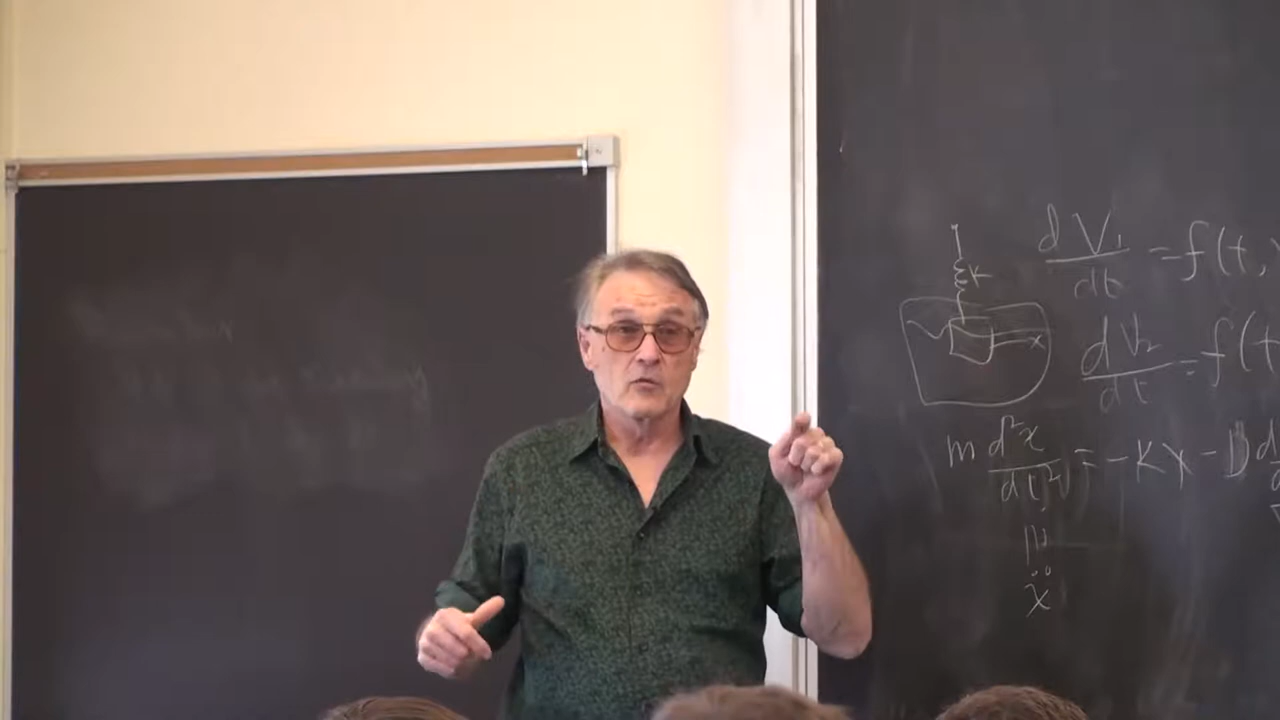 dV₁/dt = f(t,
K
dV₂/dt = f(t
x
m d²x/dt² = -Kx - D d
ẍ